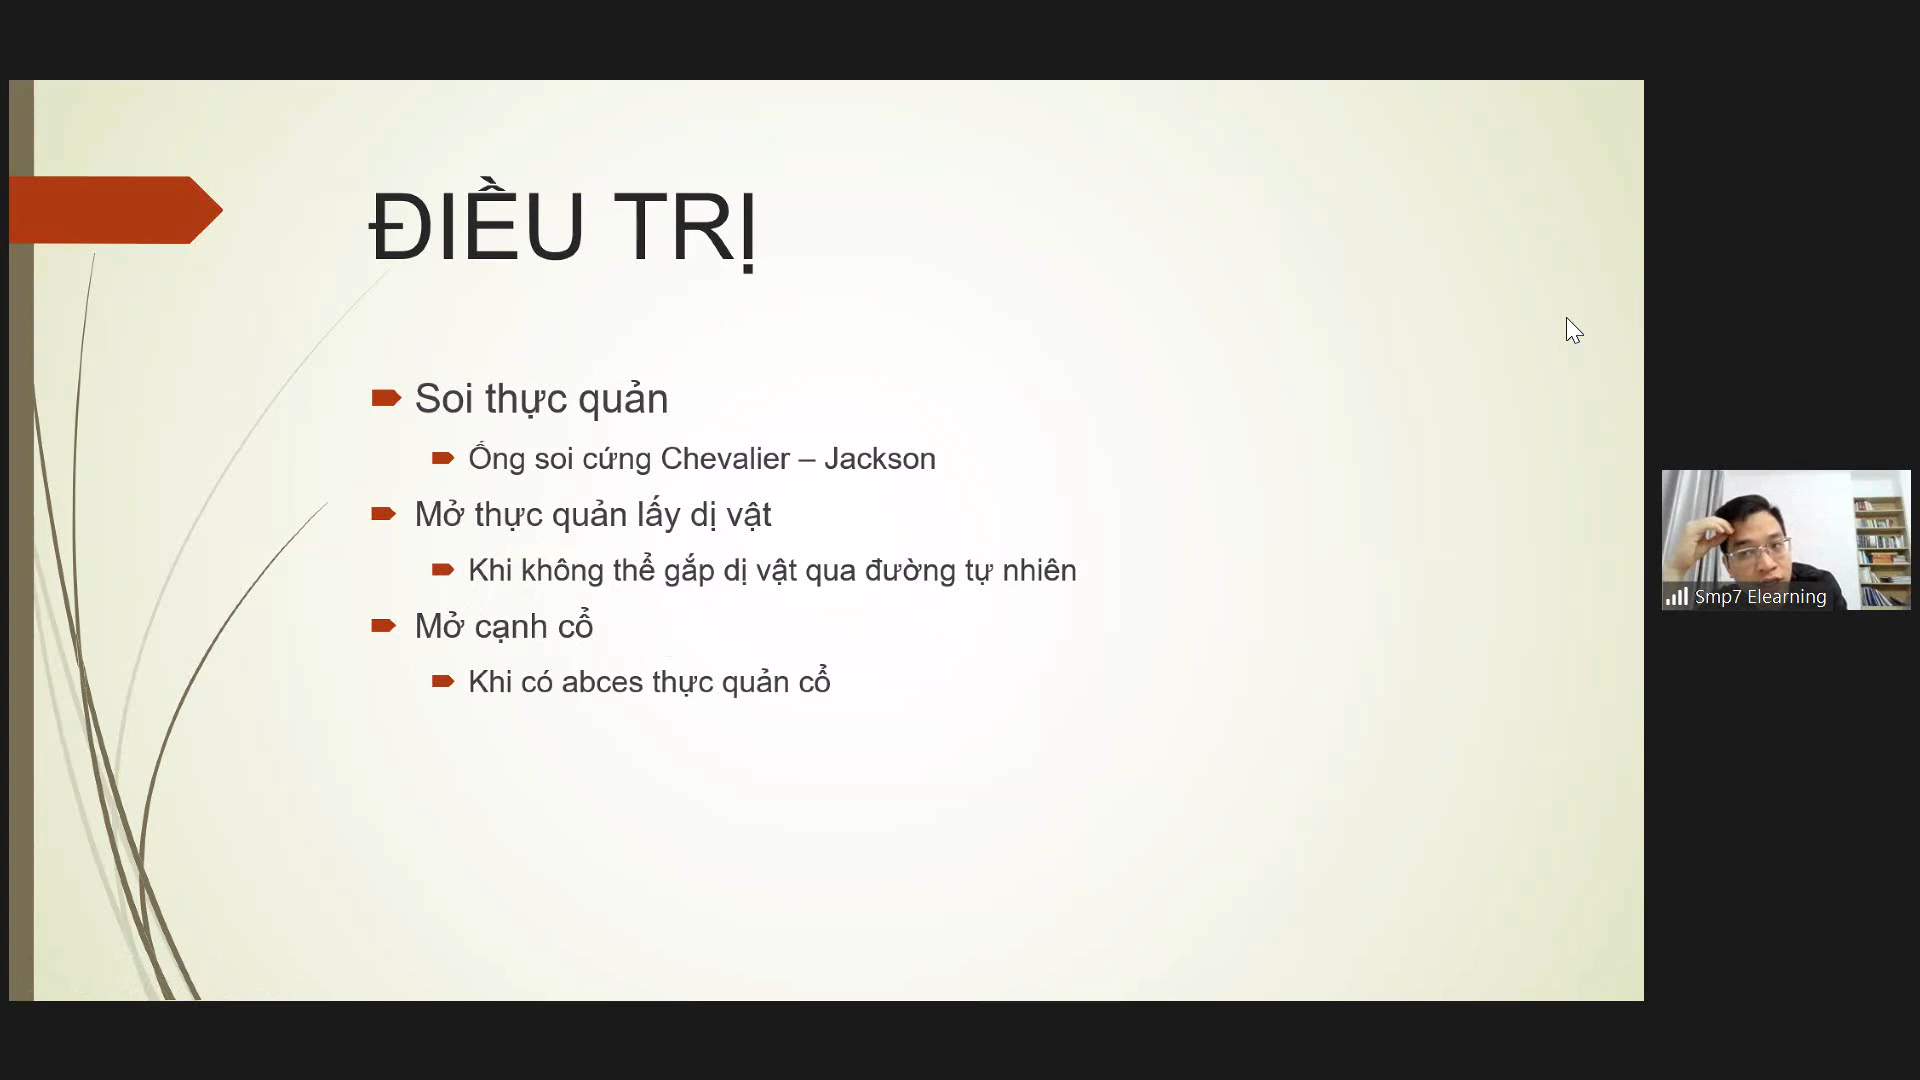 ĐIỀU TRỊ
Soi thực quản
Ống soi cứng Chevalier – Jackson
Mở thực quản lấy dị vật
Khi không thể gắp dị vật qua đường tự nhiên
Mở cạnh cổ
Khi có abces thực quản cổ
Smp7 Elearning